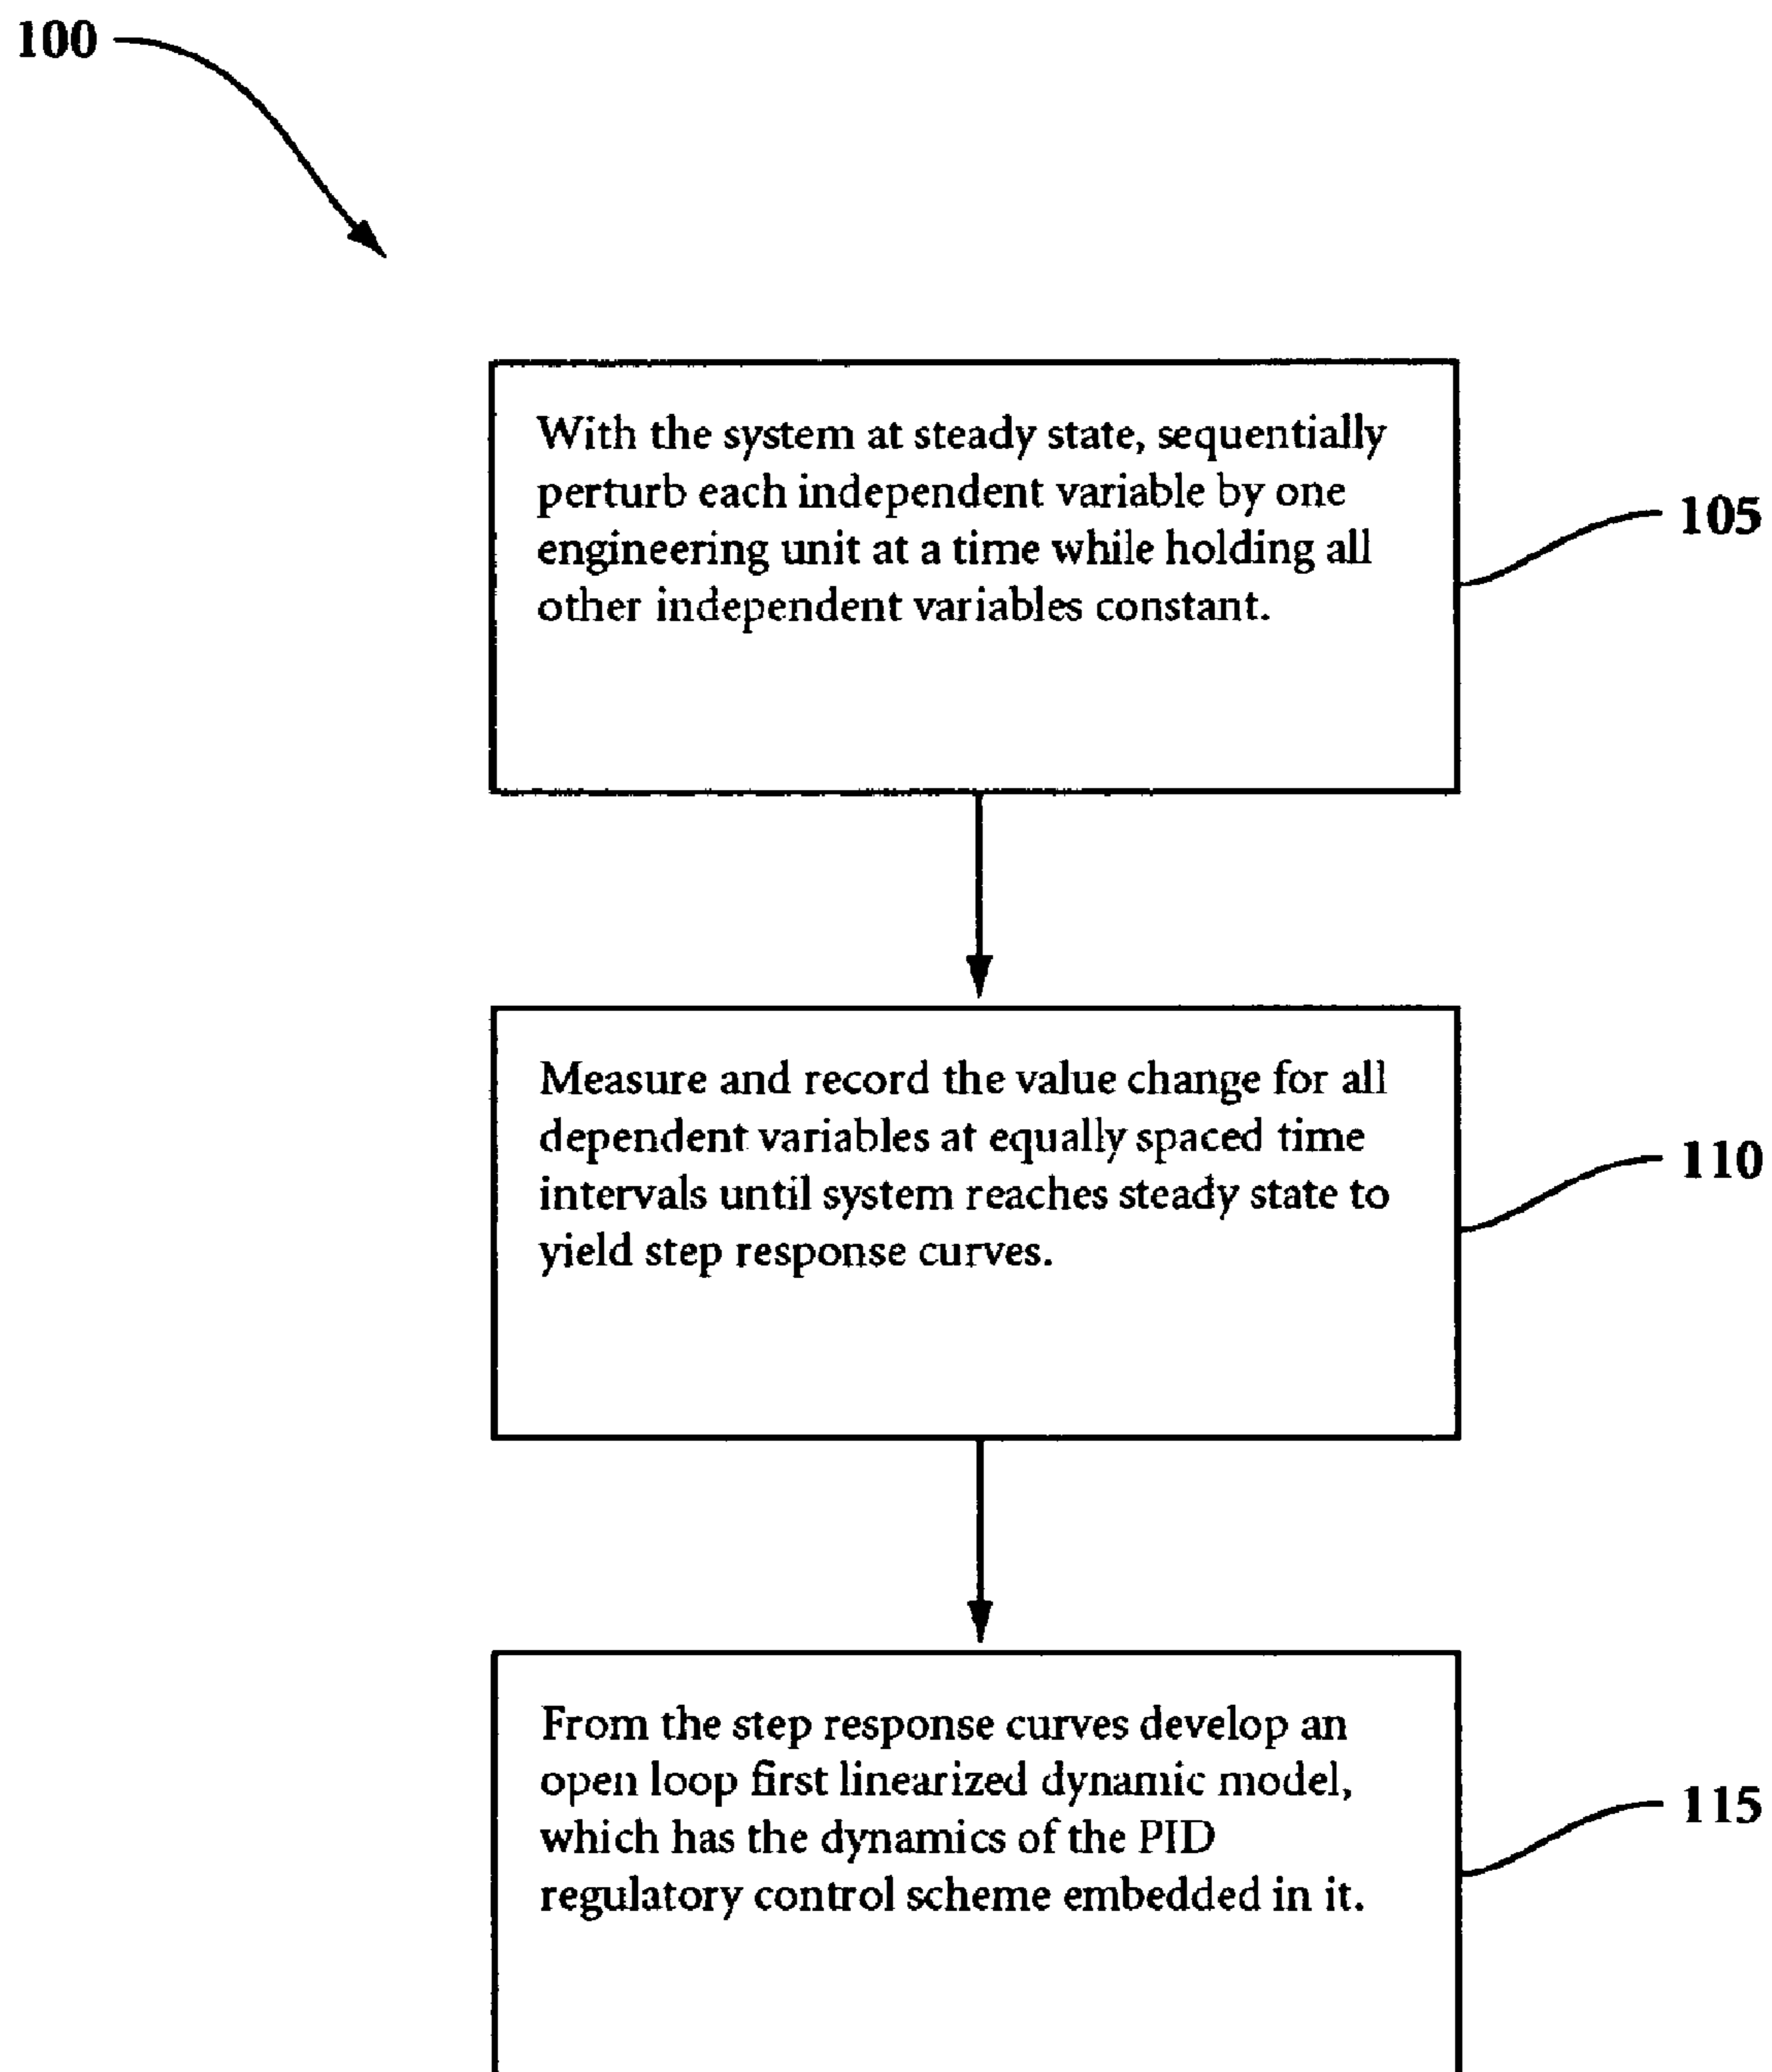 100
With the system at steady state, sequentially
perturb each independent variable by one
engineering unit at a time while holding all
other independent variables constant.
105
Measure and record the value change for all
dependent variables at equally spaced time
intervals until system reaches steady state to
yield step response curves.
110
From the step response curves develop an
open loop first linearized dynamic model,
which has the dynamics of the PID
regulatory control scheme embedded in it.
115